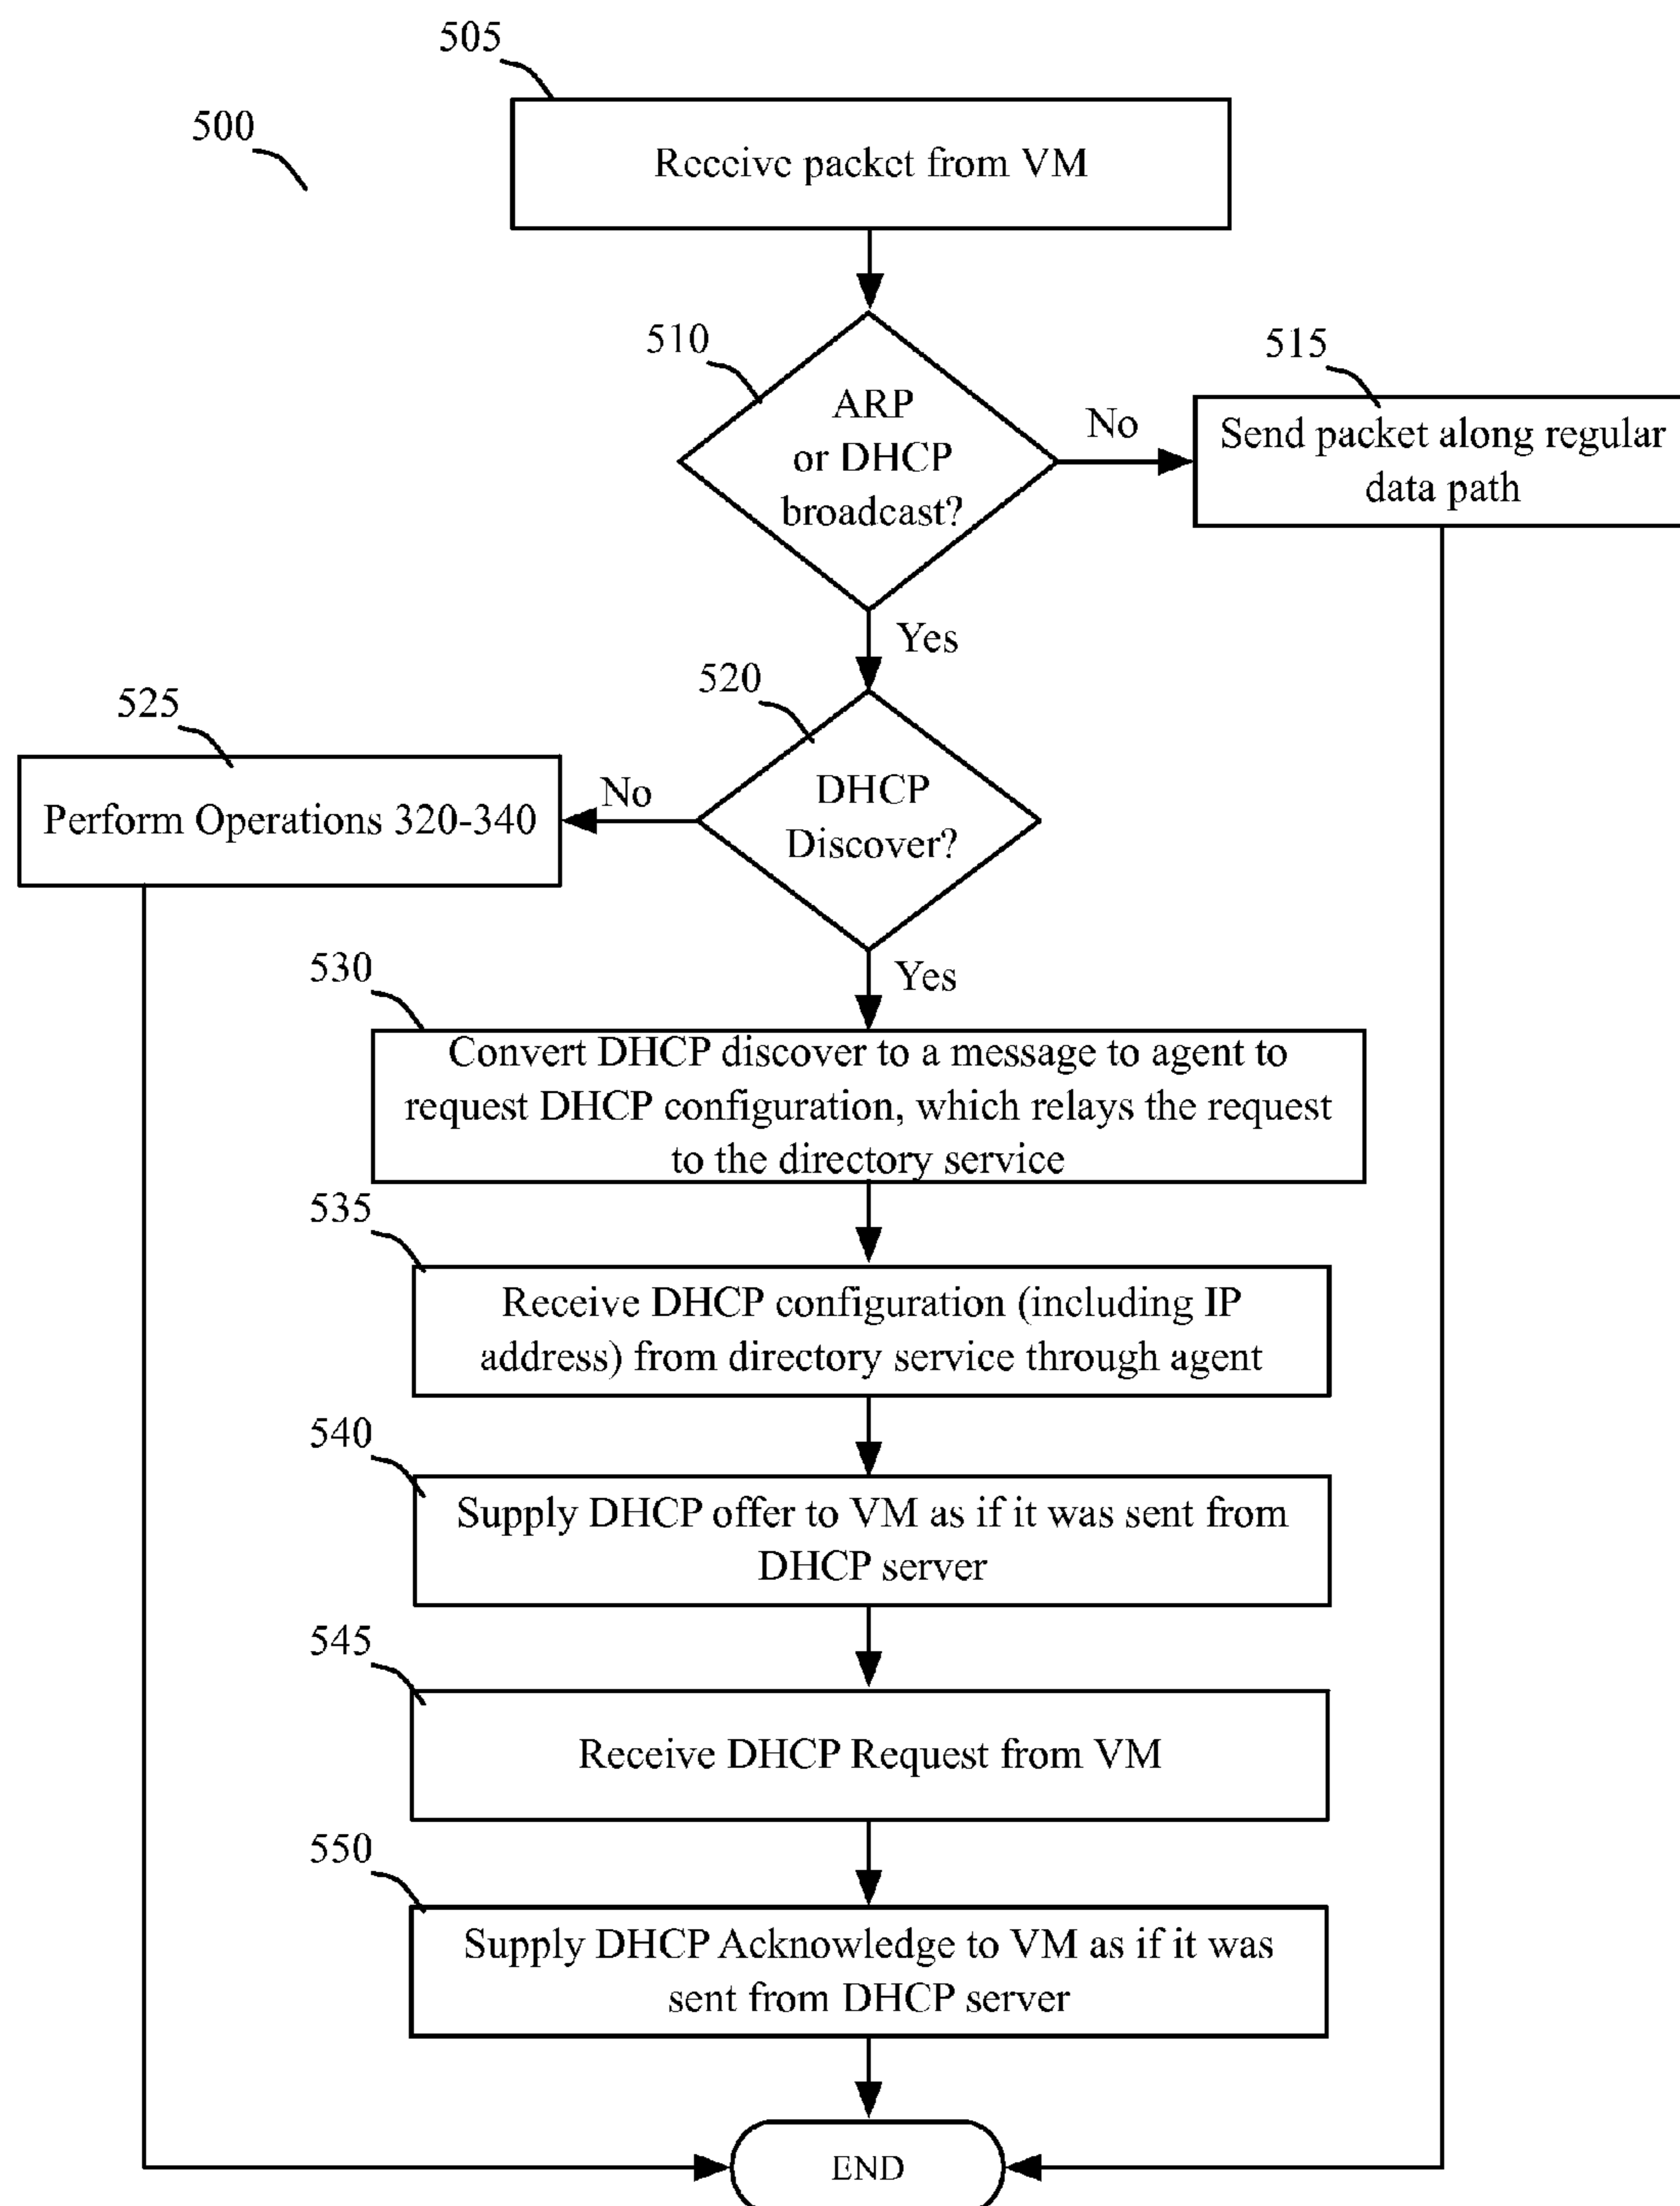 505
500
Receive packet from VM
510
ARP
or DHCP
broadcast?
No
515
Send packet along regular
data path
Yes
520
525
DHCP
Discover?
No
Perform Operations 320-340
Yes
530
Convert DHCP discover to a message to agent to
request DHCP configuration, which relays the request
to the directory service
535
Receive DHCP configuration (including IP
address) from directory service through agent
540
Supply DHCP offer to VM as if it was sent from
DHCP server
545
Receive DHCP Request from VM
550
Supply DHCP Acknowledge to VM as if it was
sent from DHCP server
END